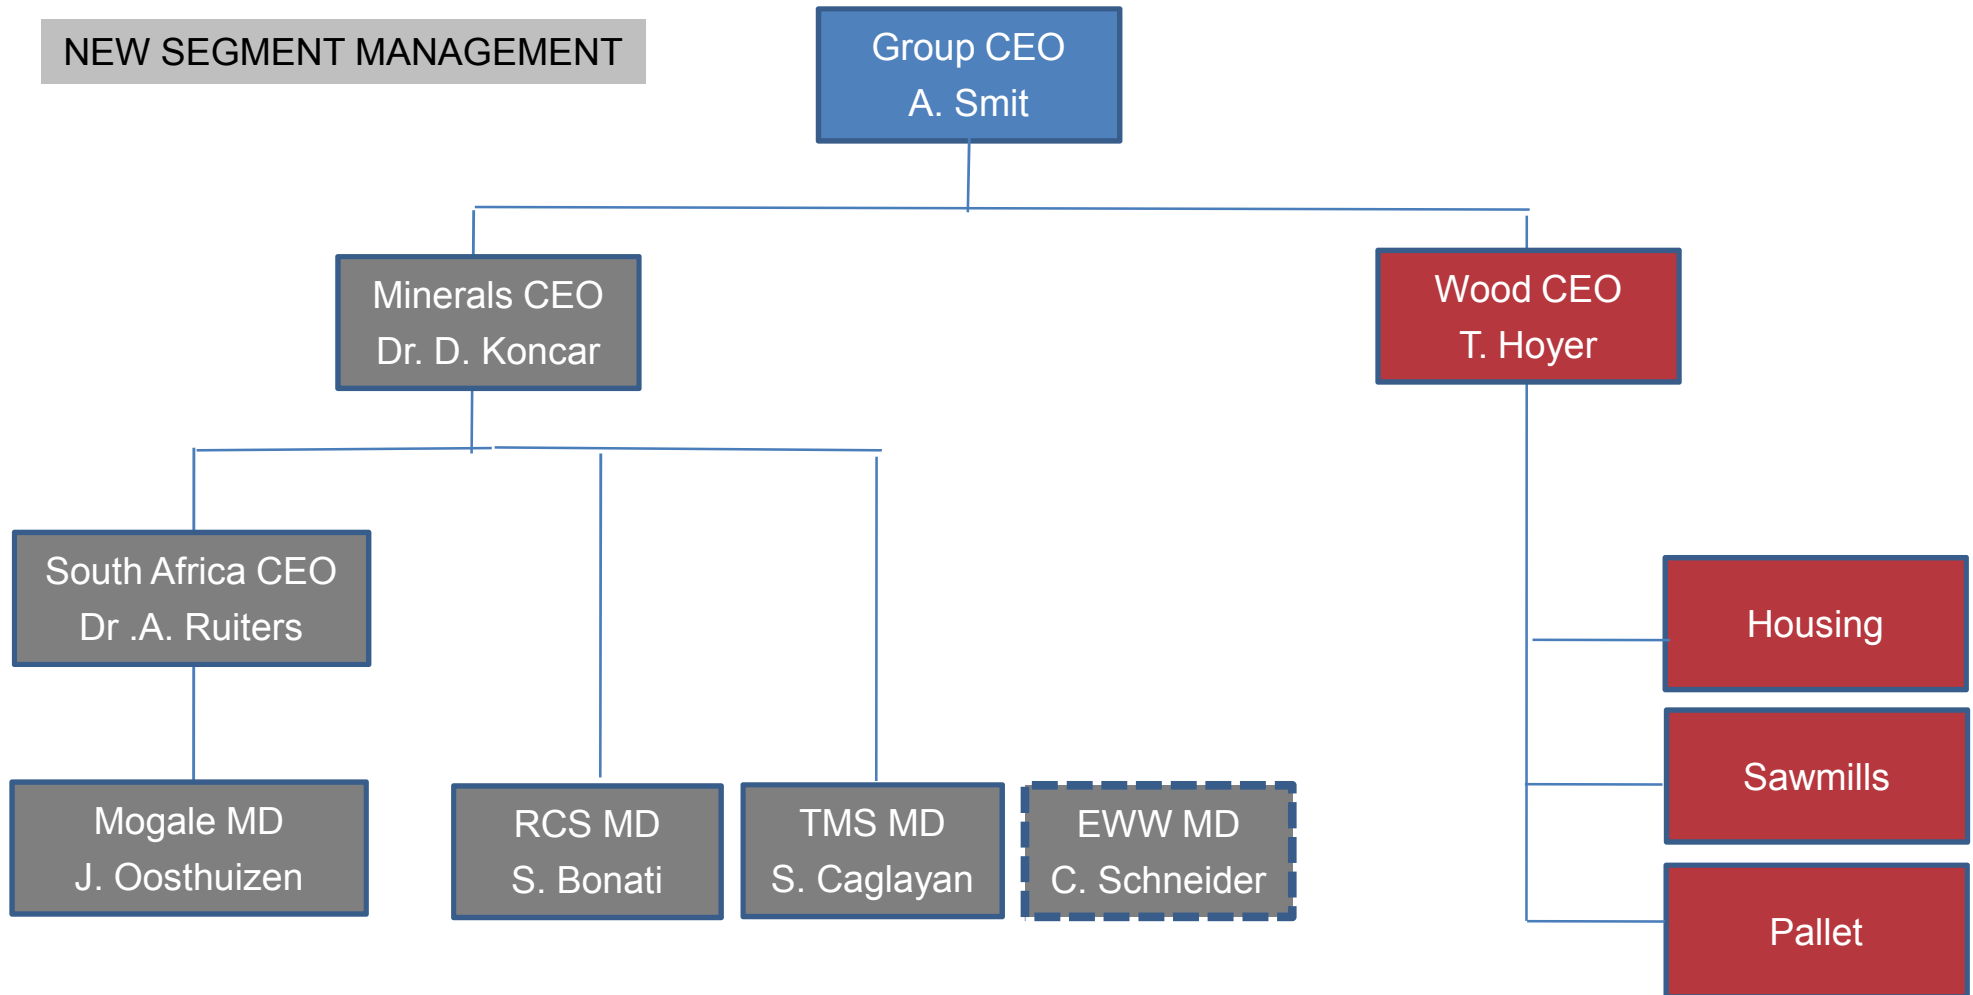 NEW SEGMENT MANAGEMENT
Group CEO
A. Smit
Minerals CEO
Dr. D. Koncar
Wood CEO
T. Hoyer
South Africa CEO
Dr .A. Ruiters
Housing
Sawmills
Mogale MD
J. Oosthuizen
RCS MD
S. Bonati
TMS MD
S. Caglayan
EWW MD
C. Schneider
Pallet